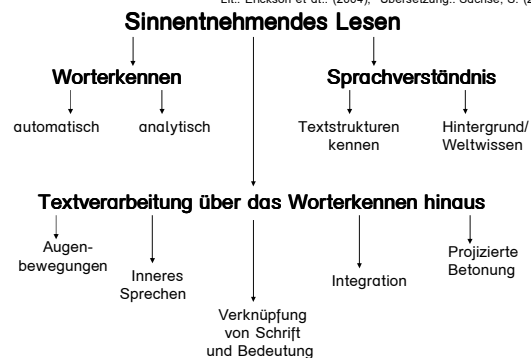 Lit.: Erickson et al.: (2004), Übersetzung.: Sachse, S. (2
Sinnentnehmendes Lesen
Worterkennen
Sprachverständnis
automatisch
analytisch
Textstrukturen
kennen
Hintergrund/
Weltwissen
Textverarbeitung über das Worterkennen hinaus
Augen-
bewegungen
Inneres
Sprechen
Verknüpfung
von Schrift
und Bedeutung
Integration
Projizierte
Betonung